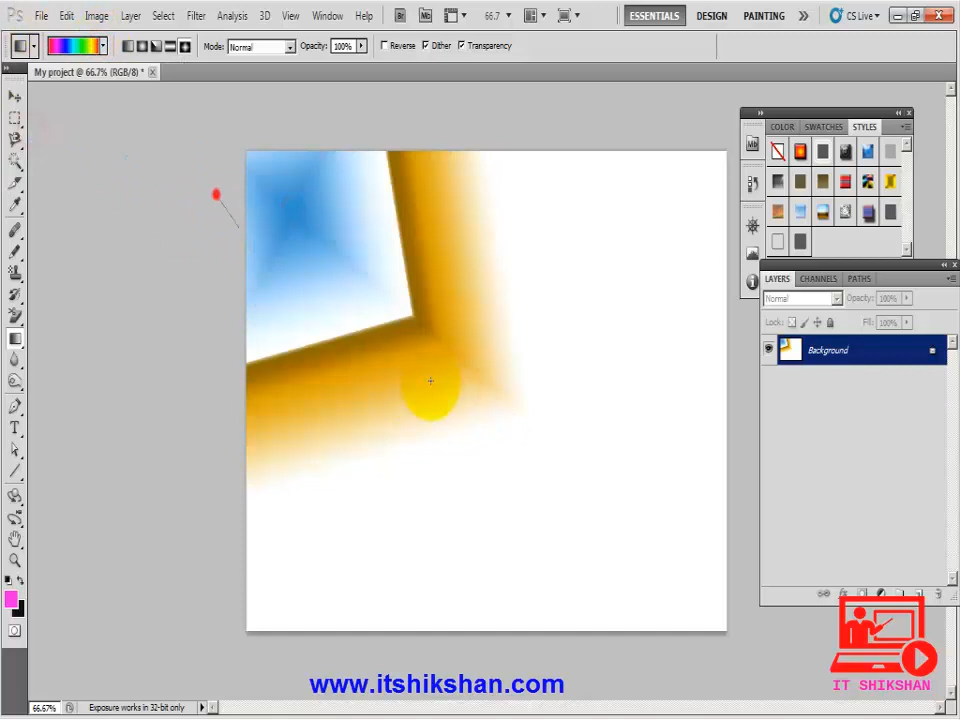 File Edit Image Layer Select Filter Analysis 3D View Window Help Br Mb 66.7 ESSENTIALS DESIGN PAINTING CS Live
Mode: Normal Opacity: 100% Reverse Dither Transparency
My project @ 66.7% (RGB/8) *
COLOR SWATCHES STYLES
Mb
LAYERS CHANNELS PATHS
Normal Opacity: 100%
Lock: Fill: 100%
Background
IT SHIKSHAN
www.itshikshan.com
66.67% Exposure works in 32-bit only